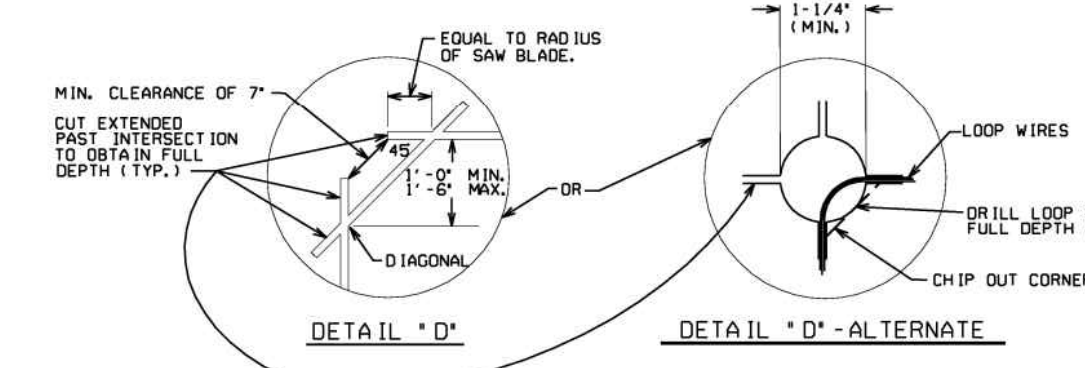 EQUAL TO RADIUS
OF SAW BLADE.
MIN. CLEARANCE OF 7"
CUT EXTENDED
PAST INTERSECTION
TO OBTAIN FULL
DEPTH (TYP.)
45
1'-0" MIN.
1'-6" MAX.
DIAGONAL
DETAIL "D"
OR
1-1/4"
(MIN.)
LOOP WIRES
DRILL LOOP
FULL DEPTH
CHIP OUT CORNER
DETAIL "D"-ALTERNATE